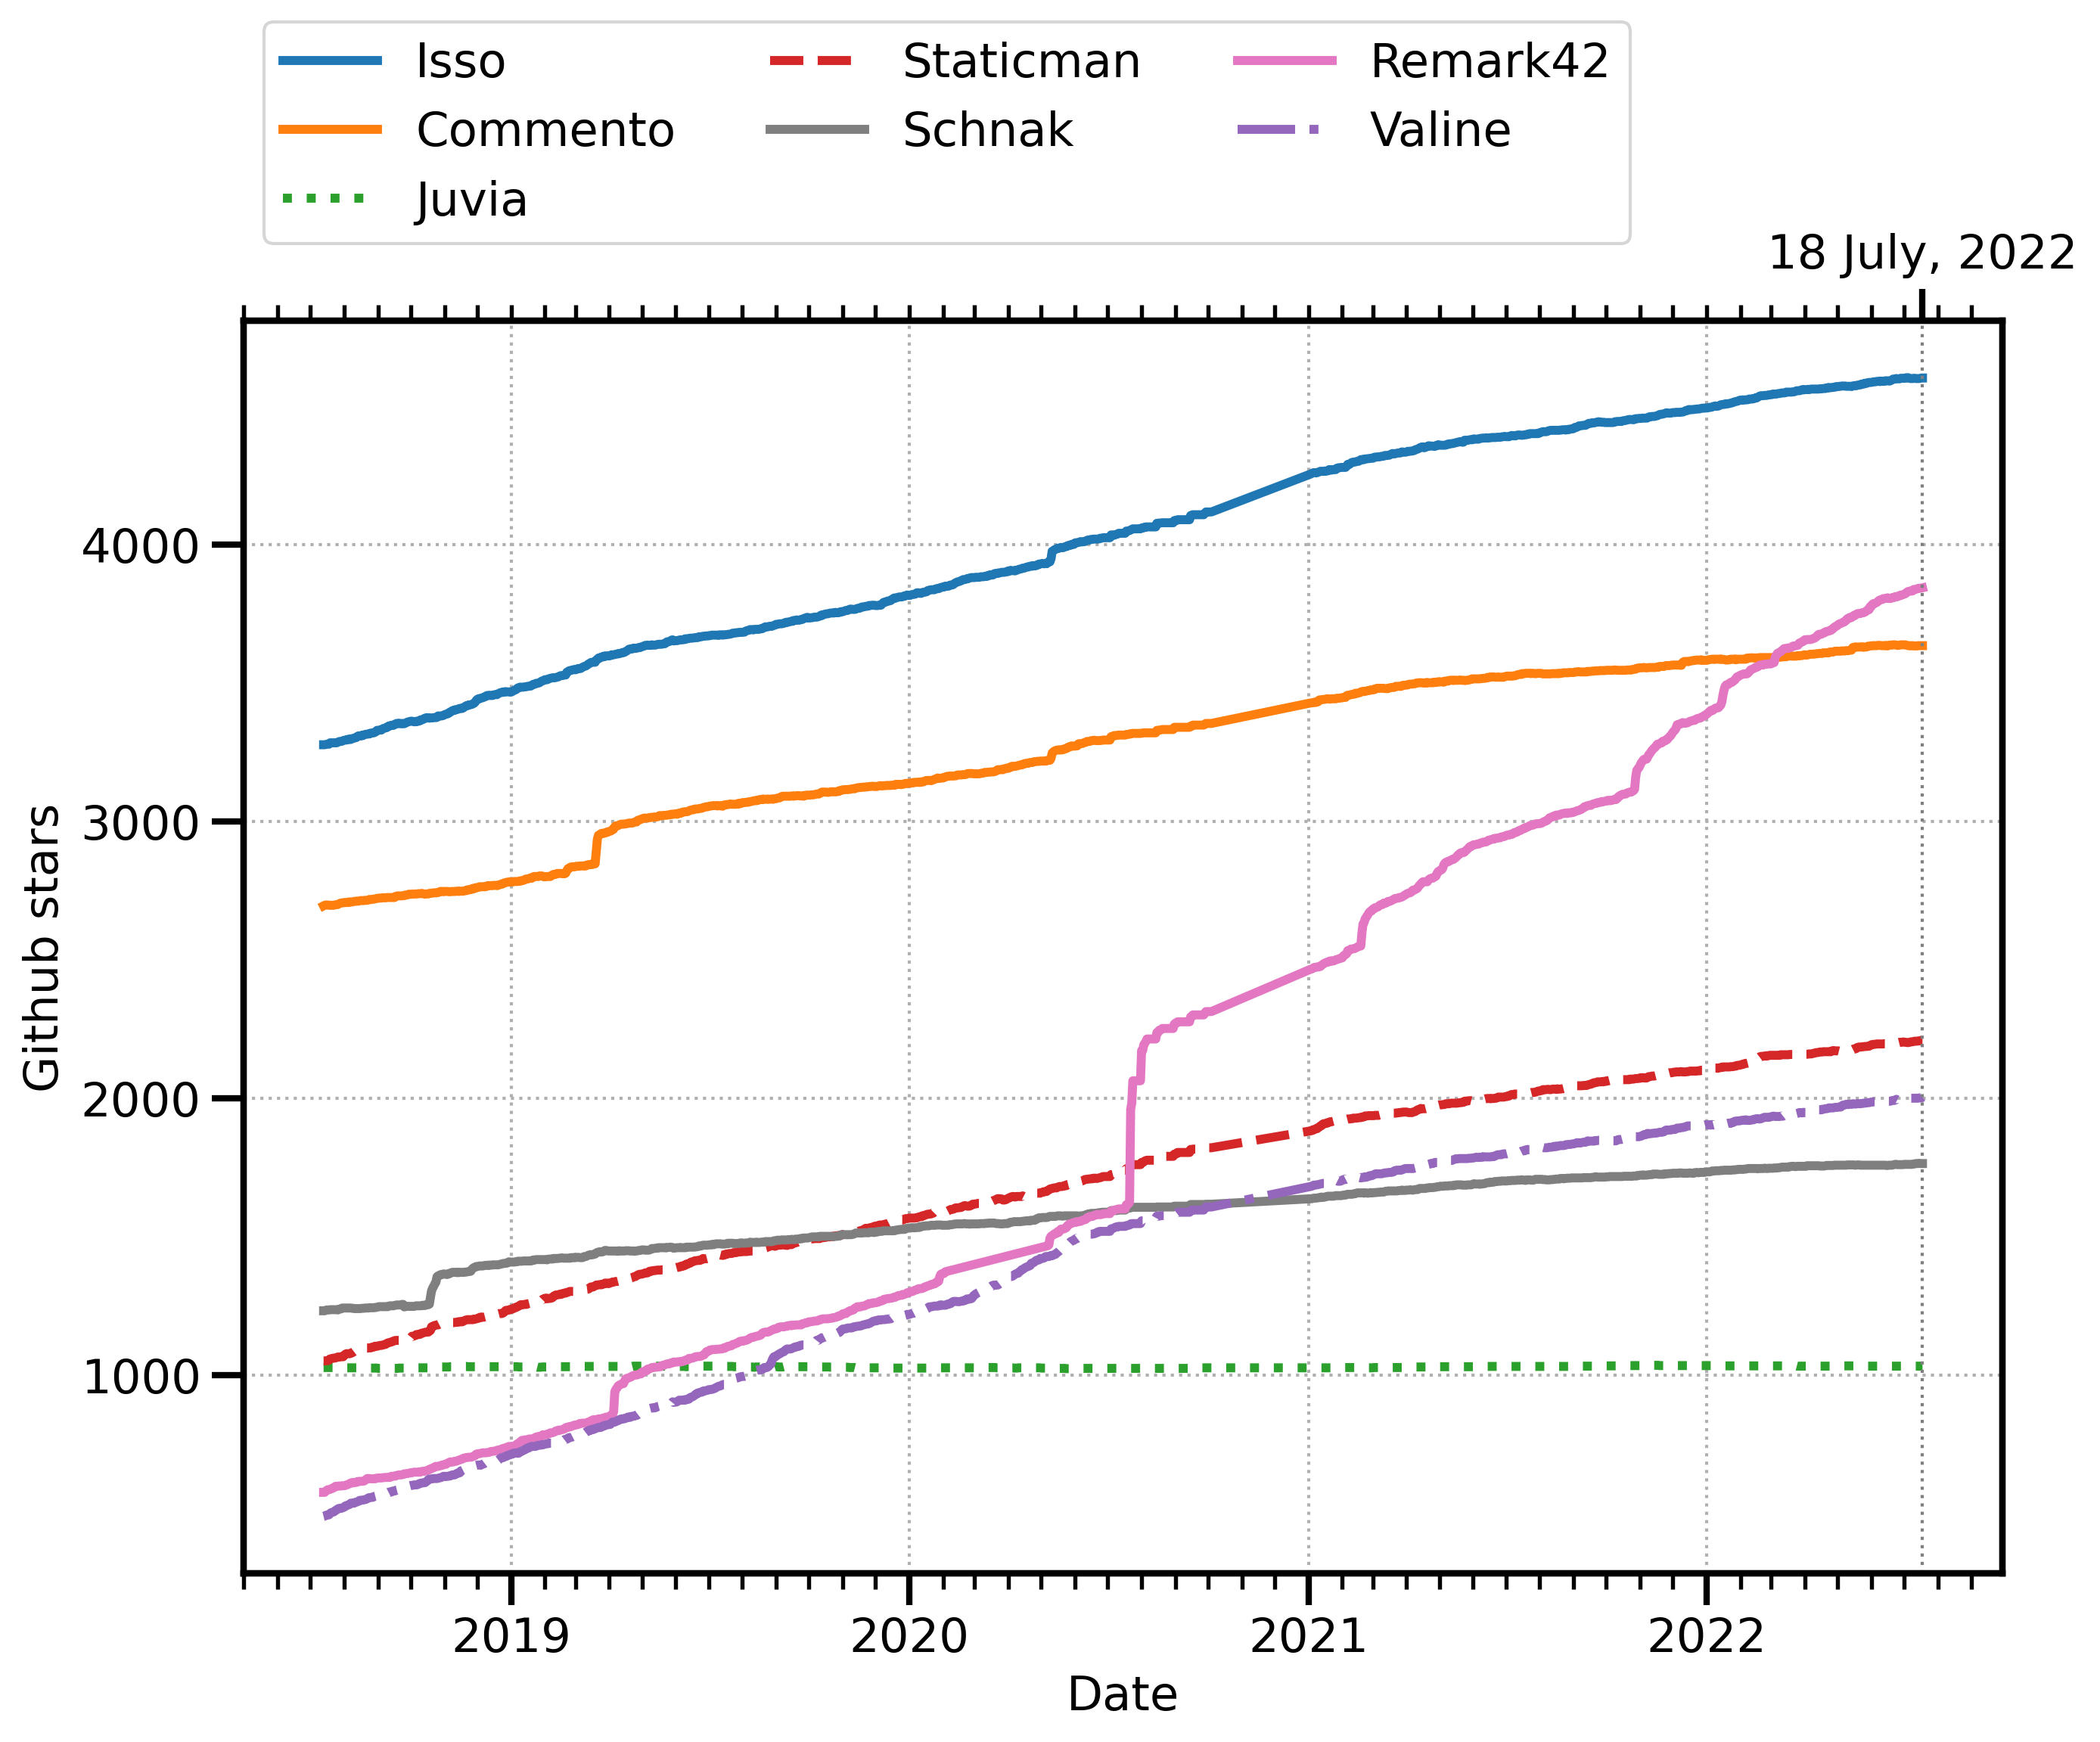 Isso
Commento
Juvia
Staticman
Schnak
Remark42
Valine
18 July, 2022
4000
3000
2000
1000
Github stars
2019
2020
2021
2022
Date